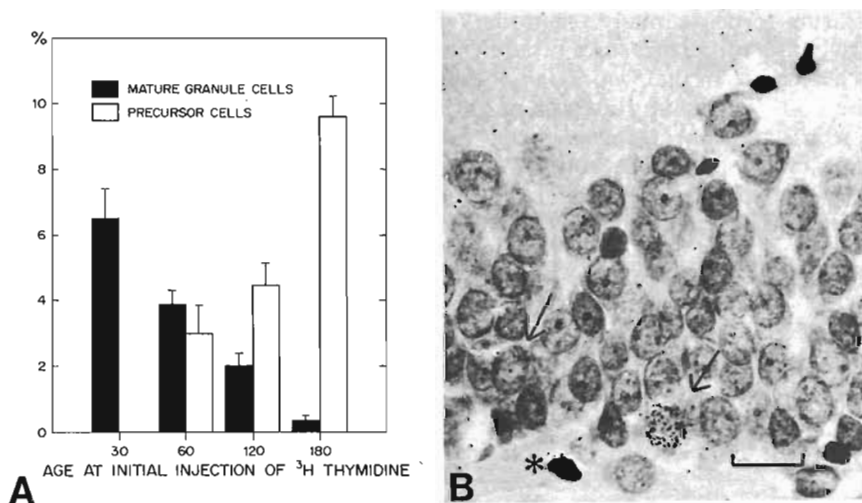 %
MATURE GRANULE CELLS
PRECURSOR CELLS
10
8
6
4
2
0
30 60 120 180
AGE AT INITIAL INJECTION OF ³H THYMIDINE
A
*
B